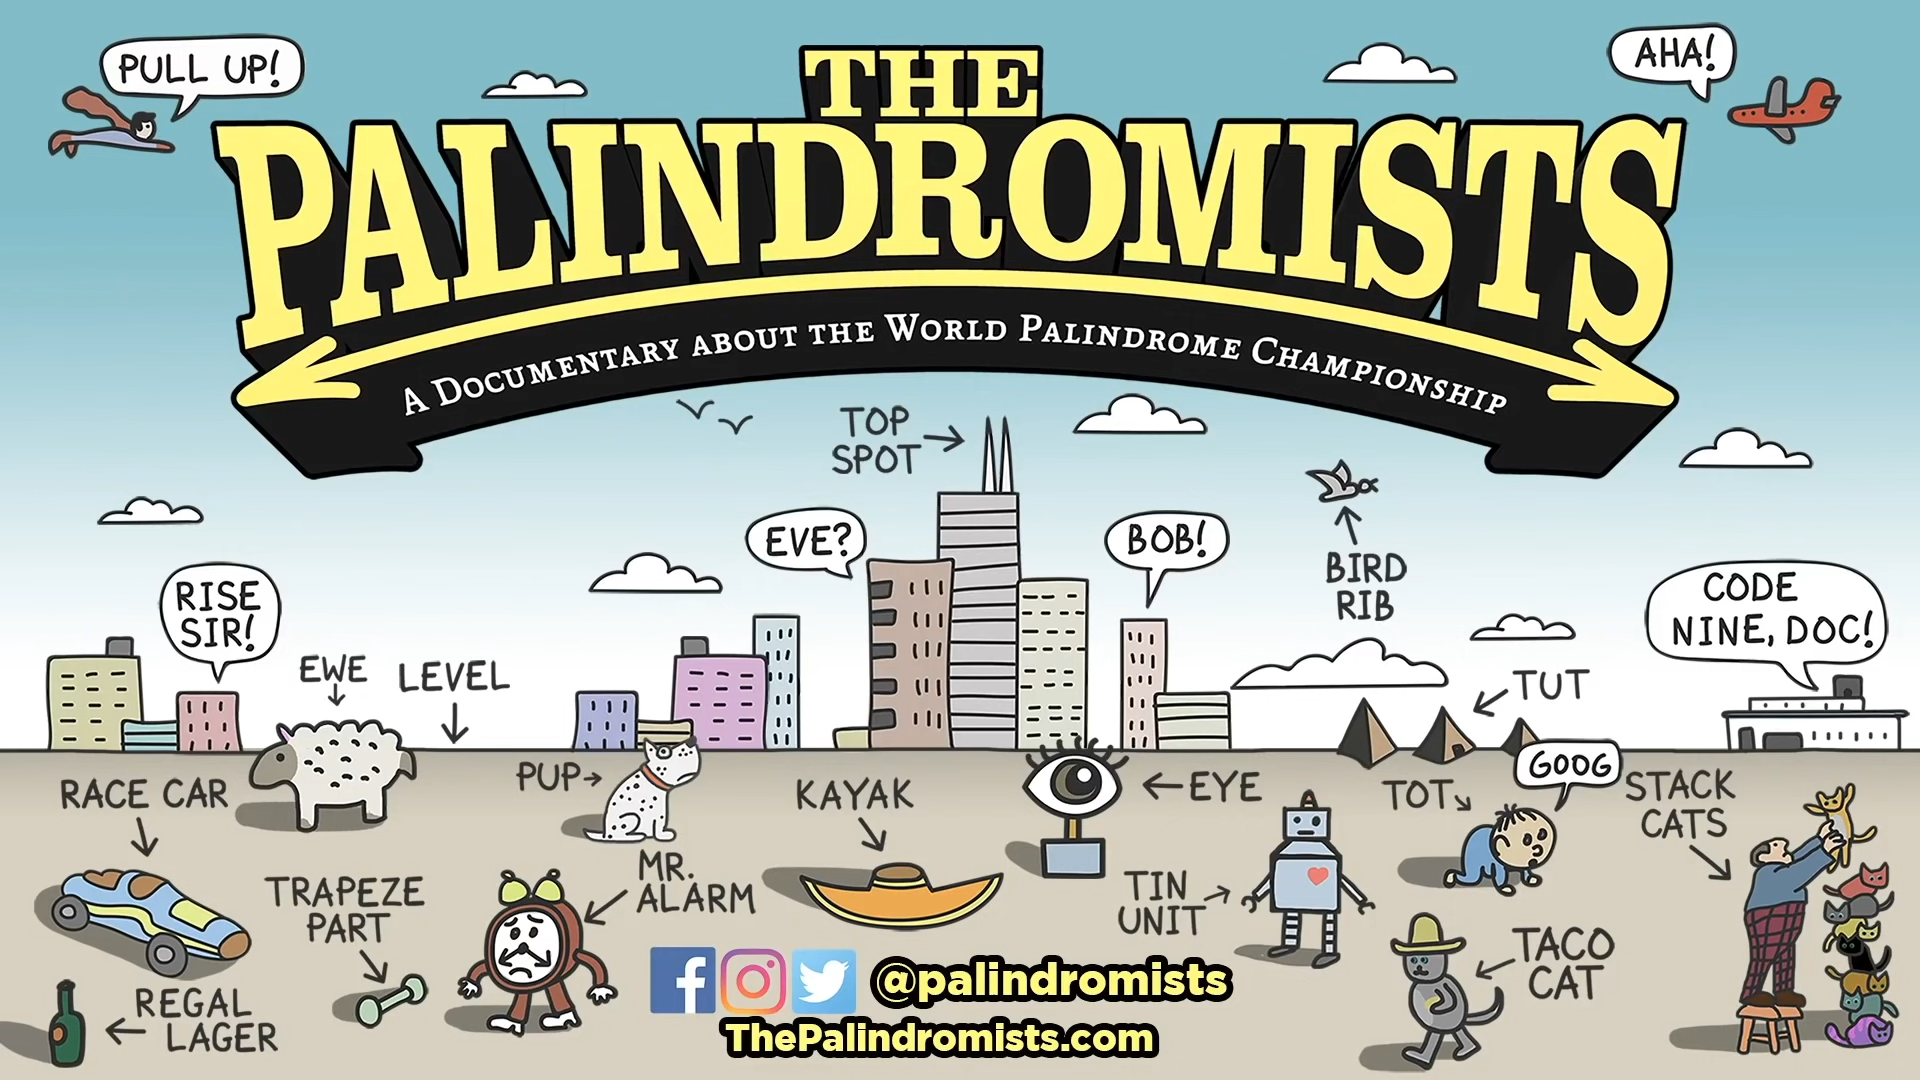 PULL UP!
AHA!
THE
PALINDROMISTS
A DOCUMENTARY ABOUT THE WORLD PALINDROME CHAMPIONSHIP
TOP
SPOT
EVE?
BOB!
BIRD
RIB
RISE
SIR!
CODE
NINE, DOC!
EWE
LEVEL
TUT
RACE CAR
PUP
KAYAK
EYE
TOT
GOOG
STACK
CATS
TRAPEZE
PART
MR.
ALARM
TIN
UNIT
TACO
CAT
REGAL
LAGER
@palindromists
ThePalindromists.com